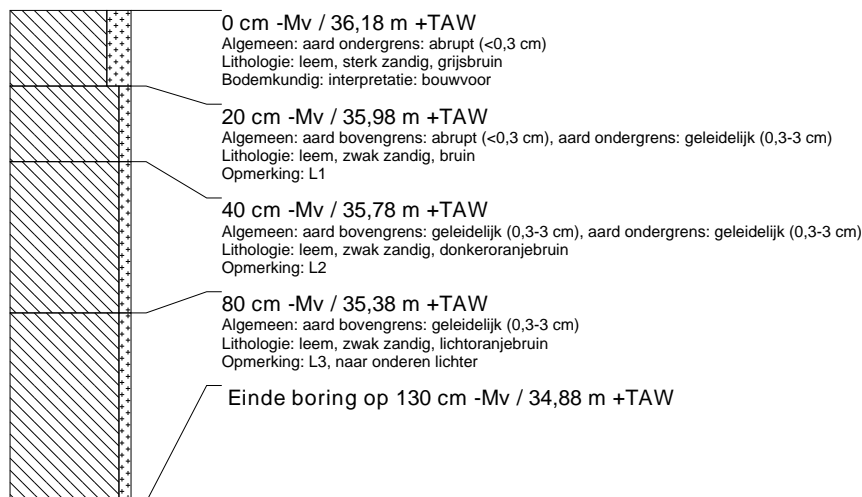 0 cm -Mv / 36,18 m +TAW
Algemeen: aard ondergrens: abrupt (<0,3 cm)
Lithologie: leem, sterk zandig, grijsbruin
Bodemkundig: interpretatie: bouwvoor
20 cm -Mv / 35,98 m +TAW
Algemeen: aard bovengrens: abrupt (<0,3 cm), aard ondergrens: geleidelijk (0,3-3 cm)
Lithologie: leem, zwak zandig, bruin
Opmerking: L1
40 cm -Mv / 35,78 m +TAW
Algemeen: aard bovengrens: geleidelijk (0,3-3 cm), aard ondergrens: geleidelijk (0,3-3 cm)
Lithologie: leem, zwak zandig, donkeroranjebruin
Opmerking: L2
80 cm -Mv / 35,38 m +TAW
Algemeen: aard bovengrens: geleidelijk (0,3-3 cm)
Lithologie: leem, zwak zandig, lichtoranjebruin
Opmerking: L3, naar onderen lichter
Einde boring op 130 cm -Mv / 34,88 m +TAW